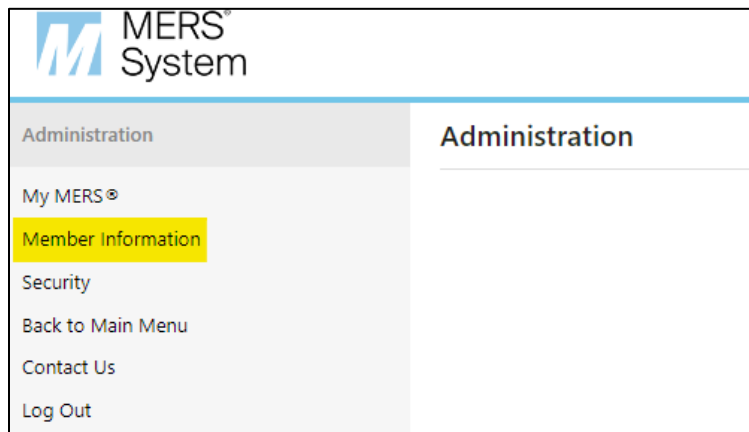 MERS®
System
Administration
Administration
My MERS®
Member Information
Security
Back to Main Menu
Contact Us
Log Out